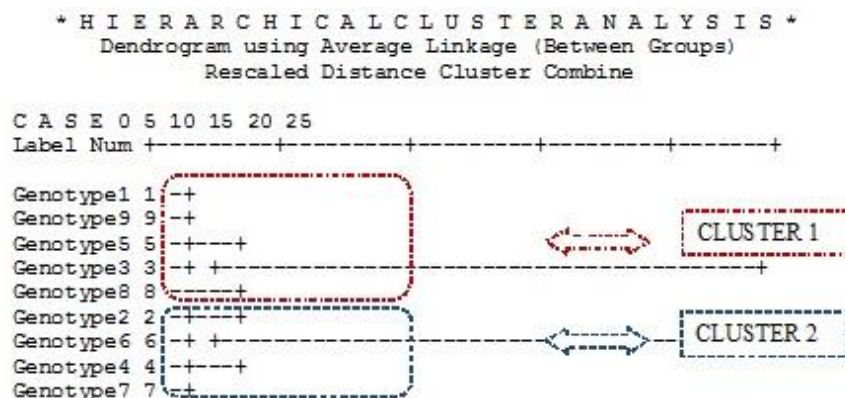 * H I E R A R C H I C A L C L U S T E R A N A L Y S I S *
Dendrogram using Average Linkage (Between Groups)
Rescaled Distance Cluster Combine
C A S E 0 5 10 15 20 25
Label Num +---------+---------+---------+---------+-------+
Genotype1 1 -+
Genotype9 9 -+
Genotype5 5 -+---+
Genotype3 3 -+ +-----------------------------------------+
Genotype8 8 -----+
Genotype2 2 -+---+
Genotype6 6 -+ +-----------------------------------
Genotype4 4 -+---+
Genotype7 7 -+
CLUSTER 1
CLUSTER 2